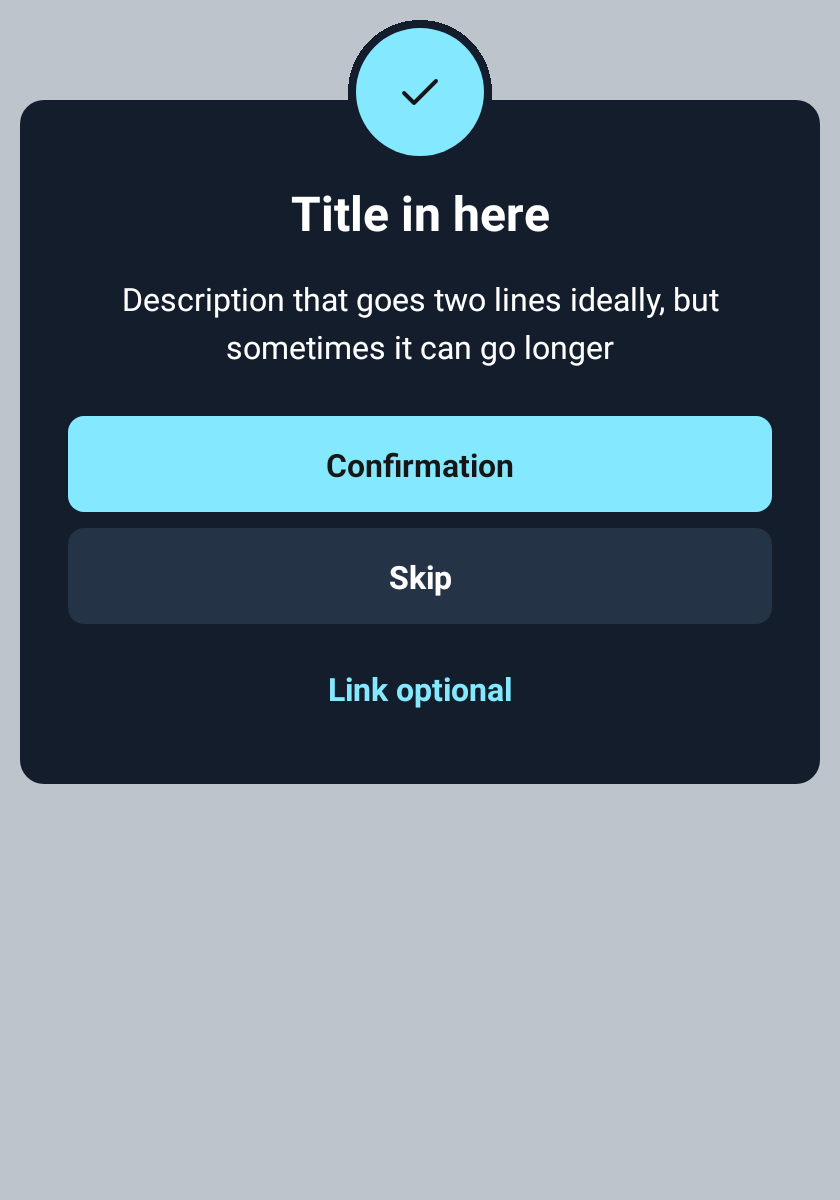 Title in here
Description that goes two lines ideally, but
sometimes it can go longer
Confirmation
Skip
Link optional